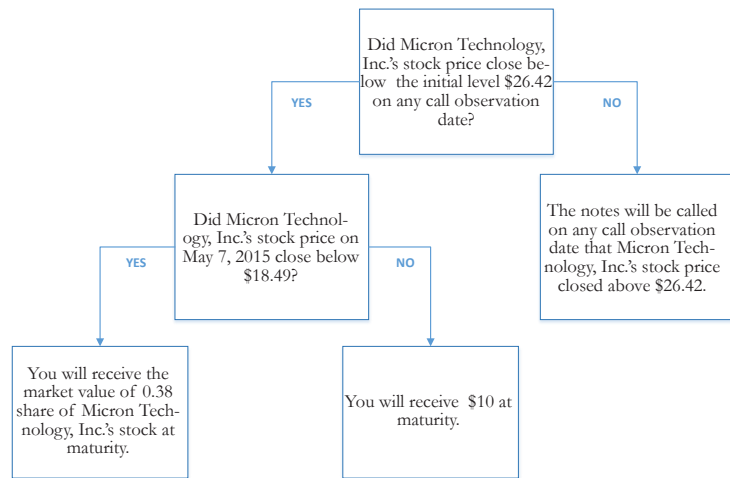 Did Micron Technology,
Inc.'s stock price close be-
low the initial level $26.42
on any call observation
date?
YES
NO
Did Micron Technol-
ogy, Inc.'s stock price on
May 7, 2015 close below
$18.49?
The notes will be called
on any call observation
date that Micron Tech-
nology, Inc.'s stock price
closed above $26.42.
YES
NO
You will receive the
market value of 0.38
share of Micron Tech-
nology, Inc.'s stock at
maturity.
You will receive $10 at
maturity.